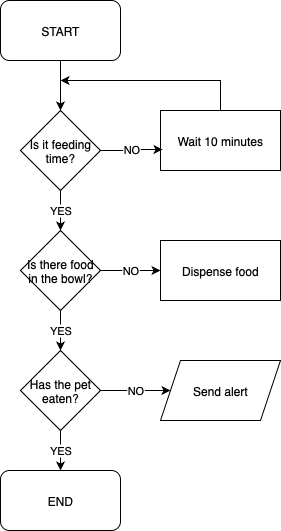 START
Is it feeding
time?
NO
Wait 10 minutes
YES
Is there food
in the bowl?
NO
Dispense food
YES
Has the pet
eaten?
NO
Send alert
YES
END